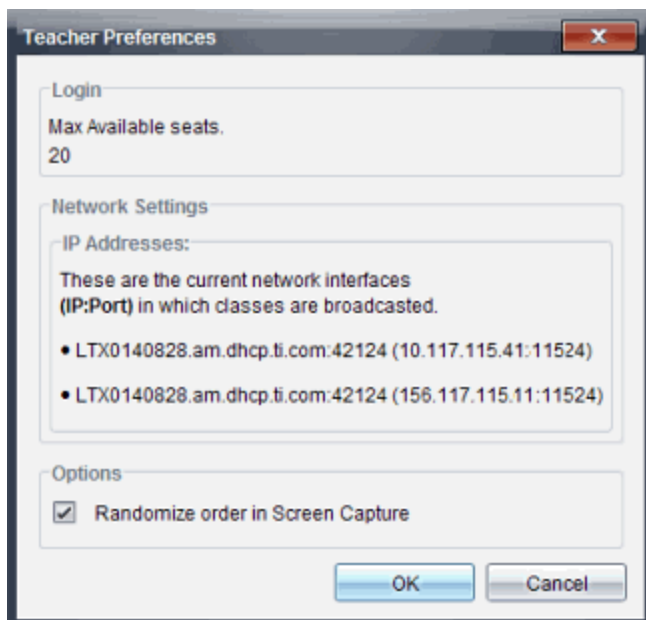 Teacher Preferences
Login
Max Available seats.
20
Network Settings
IP Addresses:
These are the current network interfaces
(IP:Port) in which classes are broadcasted.
• LTX0140828.am.dhcp.ti.com:42124 (10.117.115.41:11524)
• LTX0140828.am.dhcp.ti.com:42124 (156.117.115.11:11524)
Options
Randomize order in Screen Capture
OK Cancel